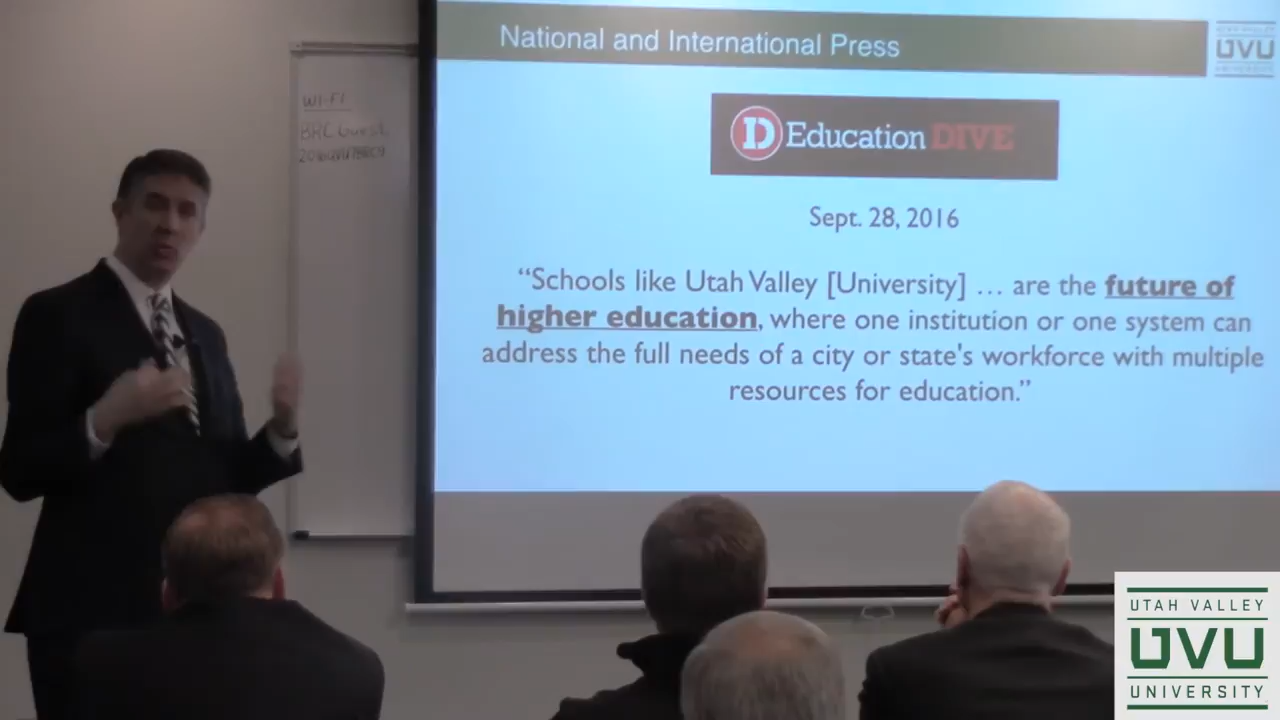 National and International Press
UTAH VALLEY
UVU
UNIVERSITY
D Education DIVE
Sept. 28, 2016
“Schools like Utah Valley [University] … are the future of
higher education, where one institution or one system can
address the full needs of a city or state's workforce with multiple
resources for education.”
WI-FI
BRC Guest
UTAH VALLEY
UVU
UNIVERSITY